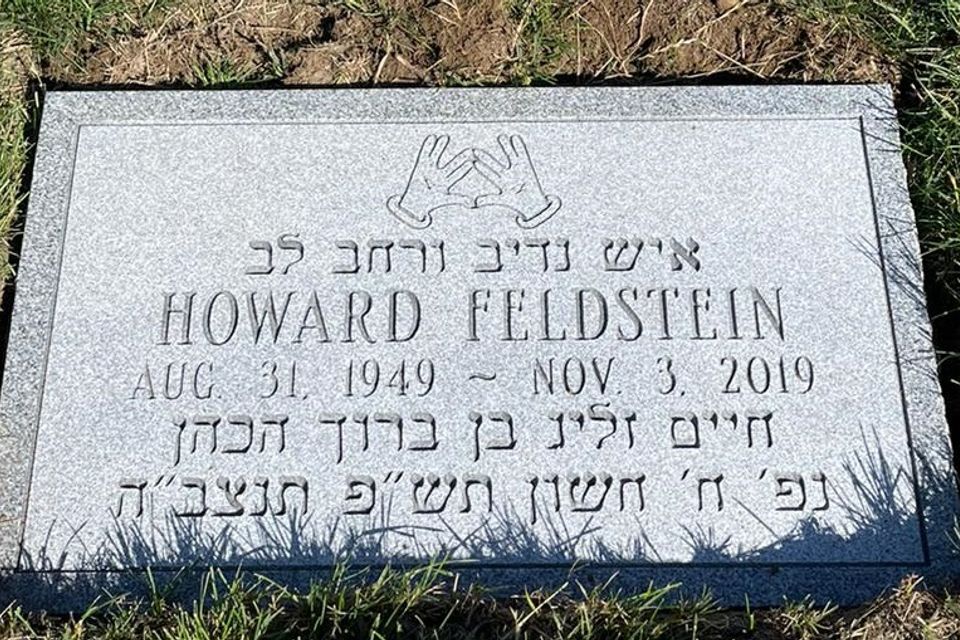 איש נדיב ורחב לב
HOWARD FELDSTEIN
AUG. 31, 1949 ~ NOV. 3, 2019
חיים זליג בן ברוך הכהן
נפ׳ ח׳ חשון תש״פ תנצב״ה